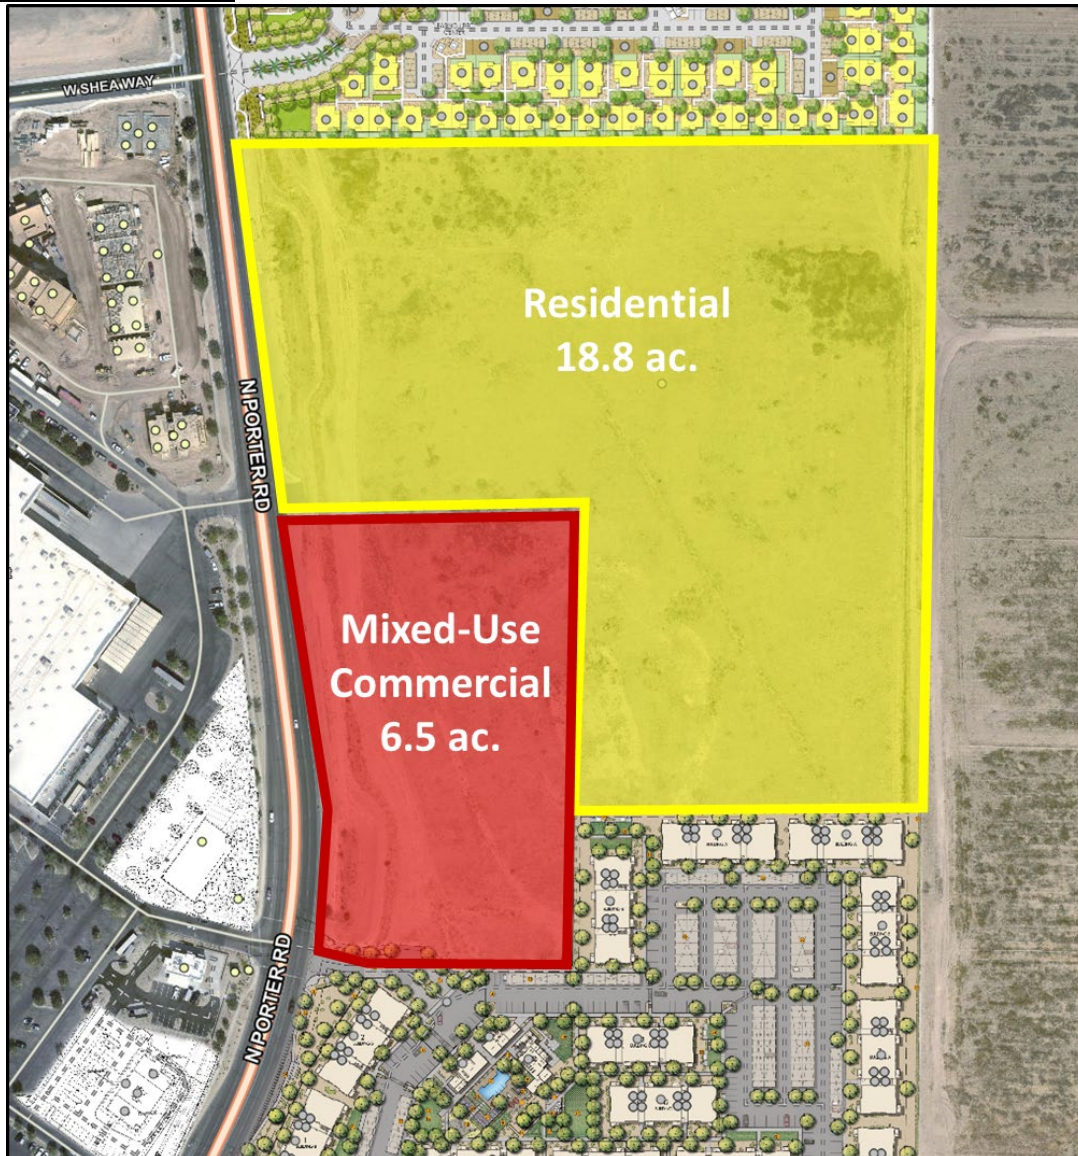 W SHEA WAY
Residential
18.8 ac.
N PORTER RD
Mixed-Use
Commercial
6.5 ac.
N PORTER RD